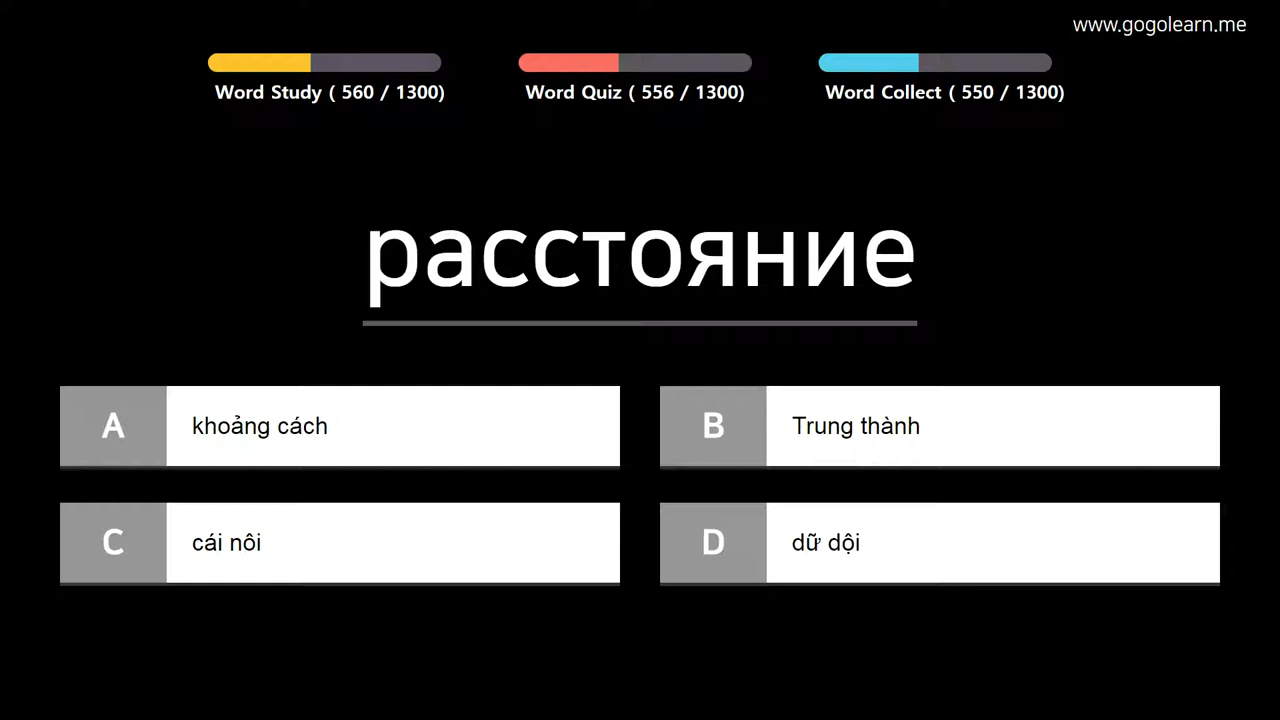 www.gogolearn.me
Word Study ( 560 / 1300)
Word Quiz ( 556 / 1300)
Word Collect ( 550 / 1300)
расстояние
A khoảng cách
B Trung thành
C cái nôi
D dữ dội